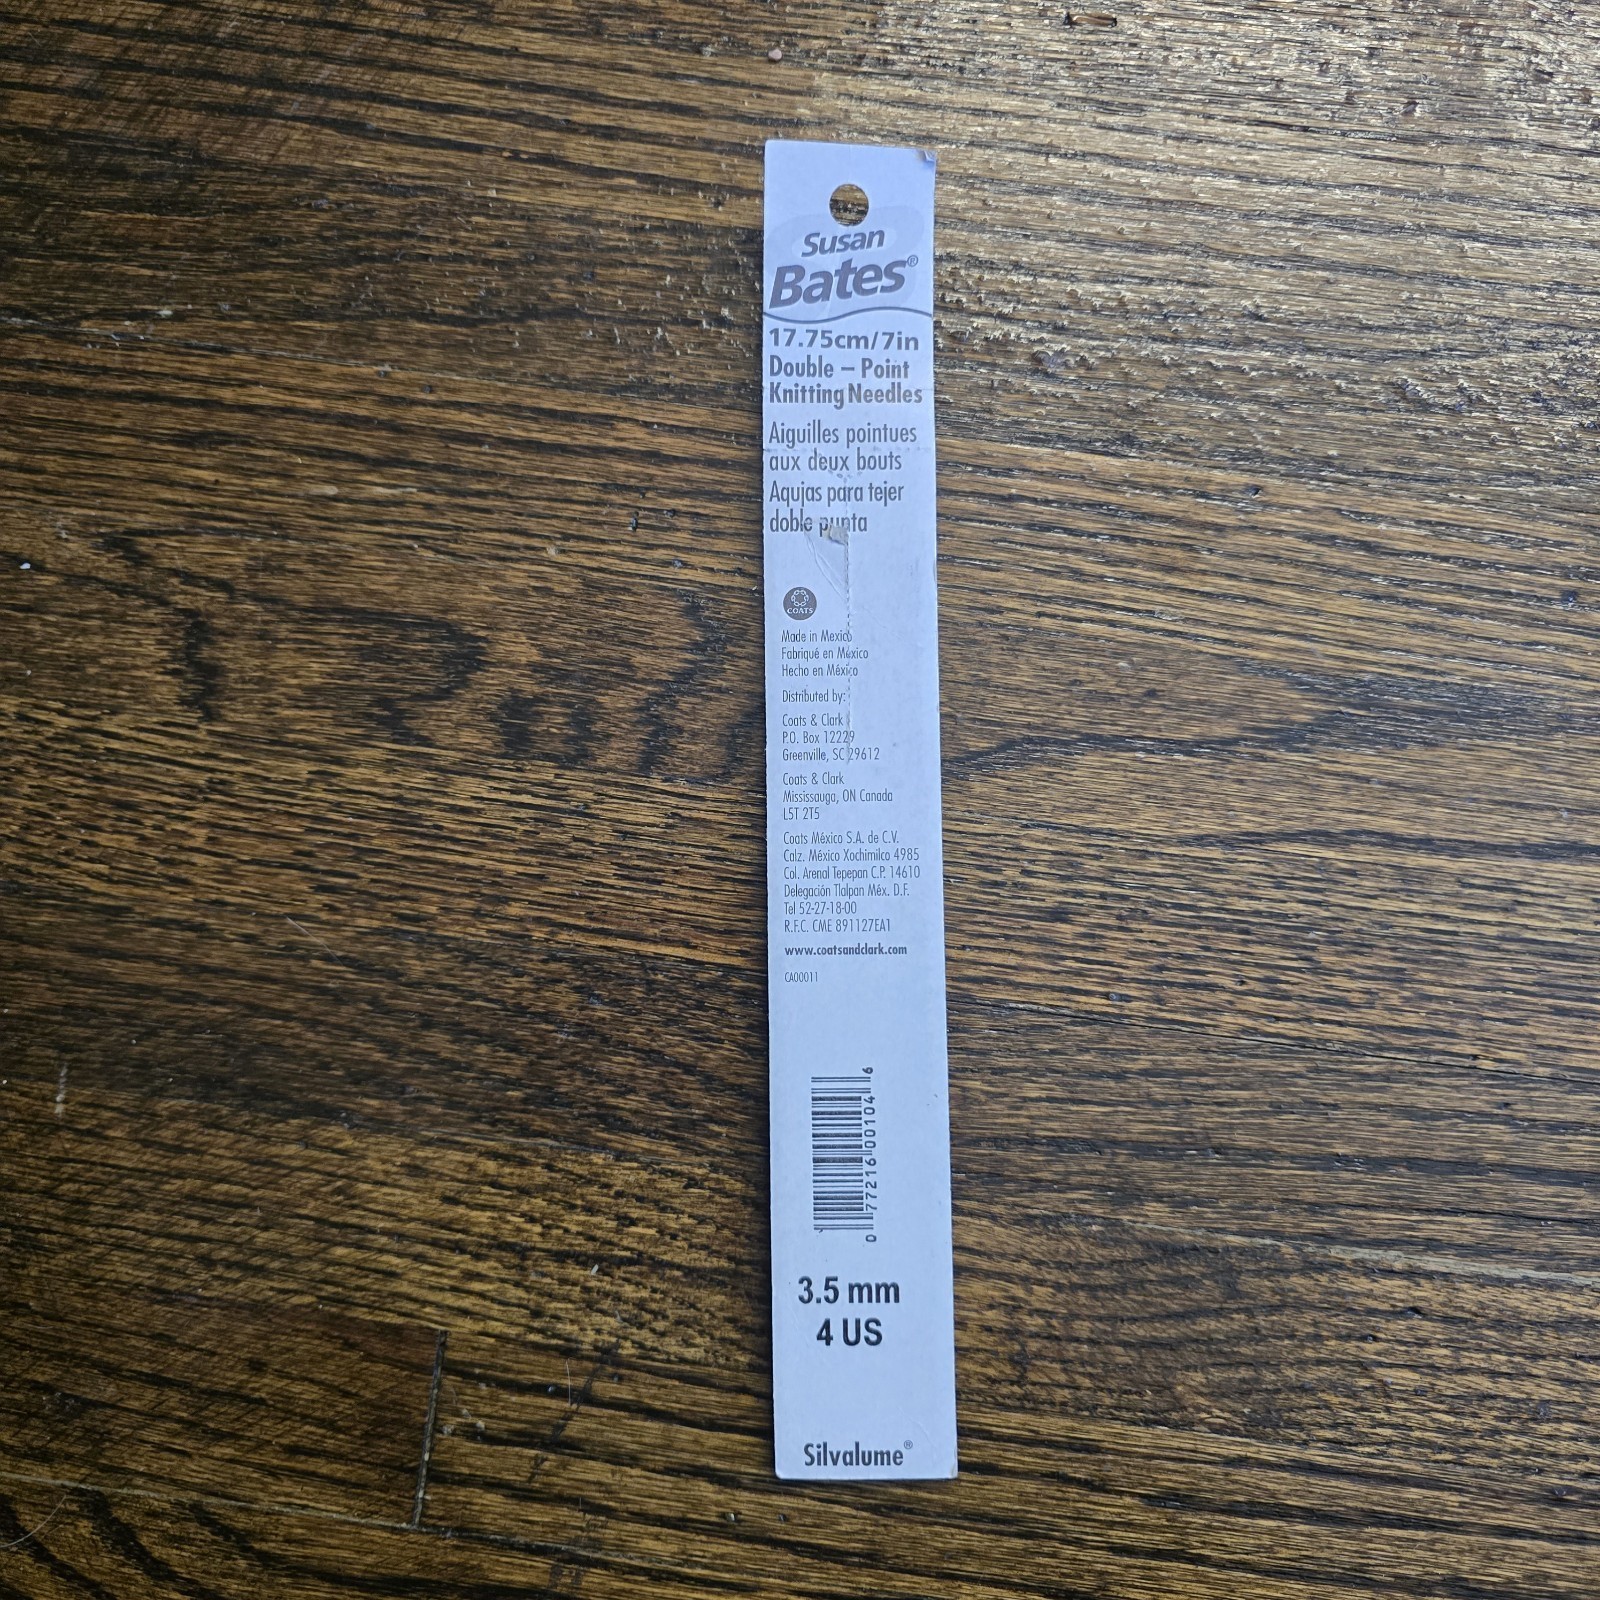 Susan
Bates®
17.75cm/7in
Double – Point
Knitting Needles
Aiguilles pointues
aux deux bouts
Aqujas para tejer
doble punta
COATS
Made in Mexico
Fabriqué en México
Hecho en México
Distributed by:
Coats & Clark
P.O. Box 12229
Greenville, SC 29612
Coats & Clark
Mississauga, ON Canada
L5T 2T5
Coats México S.A. de C.V.
Calz. México Xochimilco 4985
Col. Arenal Tepepan C.P. 14610
Delegación Tlalpan Méx. D.F.
Tel 52-27-18-00
R.F.C. CME 891127EA1
www.coatsandclark.com
CA00011
0 77216 00104 6
3.5 mm
4 US
Silvalume®